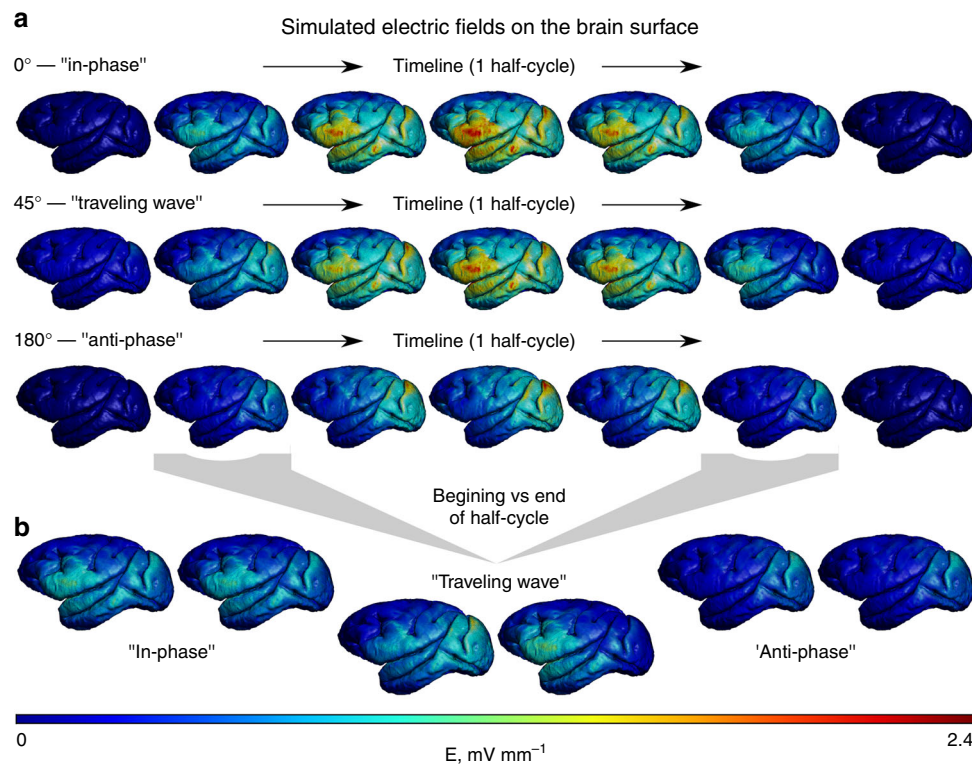 a
Simulated electric fields on the brain surface
0° — "in-phase"
Timeline (1 half-cycle)
45° — "traveling wave"
Timeline (1 half-cycle)
180° — "anti-phase"
Timeline (1 half-cycle)
Begining vs end
of half-cycle
b
"Traveling wave"
"In-phase"
'Anti-phase"
0
2.4
E, mV mm⁻¹